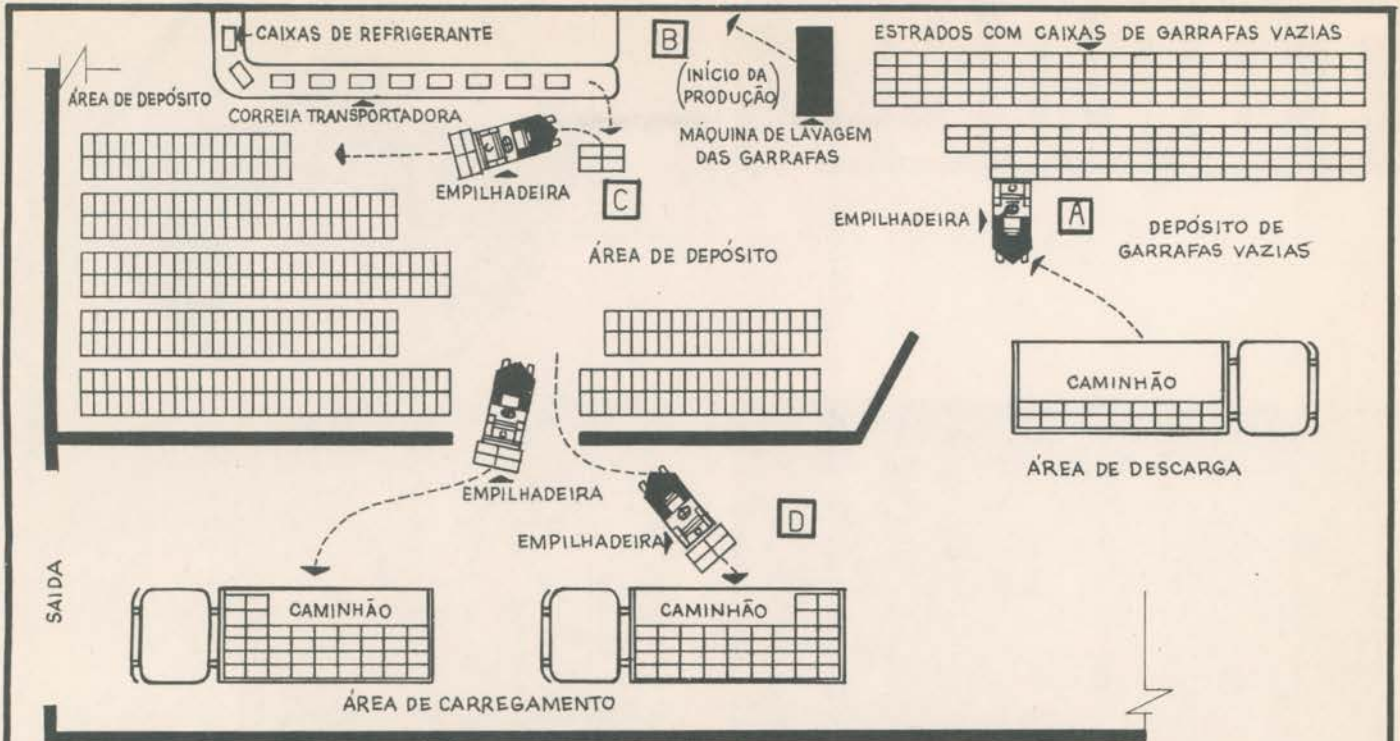 CAIXAS DE REFRIGERANTE
B
ESTRADOS COM CAIXAS DE GARRAFAS VAZIAS
(INÍCIO DA
PRODUÇÃO)
ÁREA DE DEPÓSITO
CORREIA TRANSPORTADORA
MÁQUINA DE LAVAGEM
DAS GARRAFAS
EMPILHADEIRA
C
EMPILHADEIRA
A
DEPÓSITO DE
GARRAFAS VAZIAS
ÁREA DE DEPÓSITO
CAMINHÃO
ÁREA DE DESCARGA
EMPILHADEIRA
D
EMPILHADEIRA
SAIDA
CAMINHÃO
CAMINHÃO
ÁREA DE CARREGAMENTO